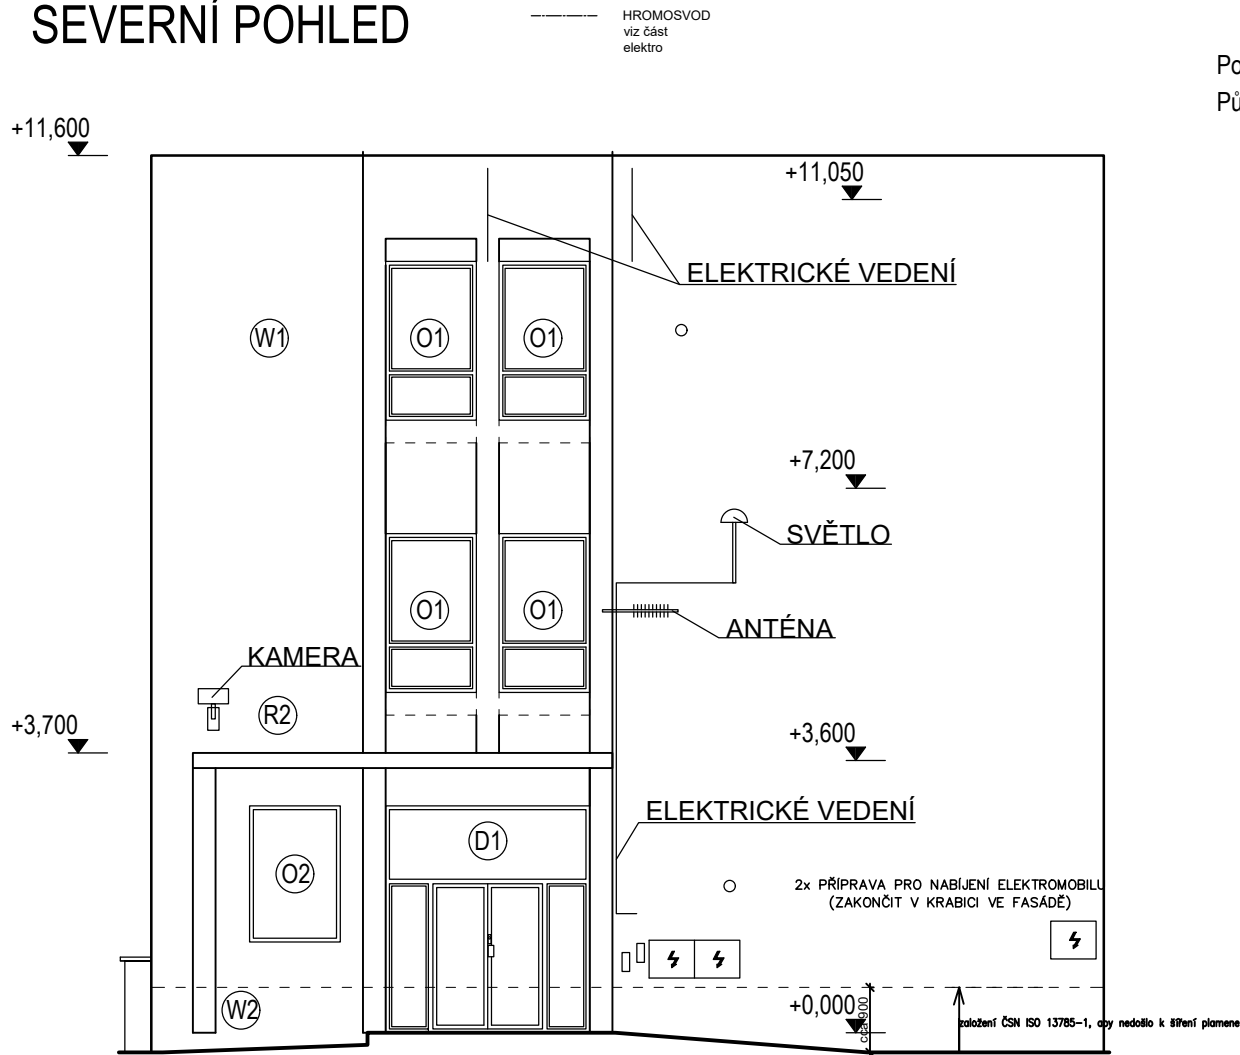 SEVERNÍ POHLED
HROMOSVOD
viz část
elektro
Po
Pů
+11,600
+11,050
ELEKTRICKÉ VEDENÍ
W1
O1
O1
+7,200
SVĚTLO
O1
O1
ANTÉNA
KAMERA
R2
+3,700
+3,600
ELEKTRICKÉ VEDENÍ
D1
O2
2x PŘÍPRAVA PRO NABÍJENÍ ELEKTROMOBILU
(ZAKONČIT V KRABICI VE FASÁDĚ)
W2
+0,000
cca 900
založení ČSN ISO 13785-1, aby nedošlo k šíření plamene